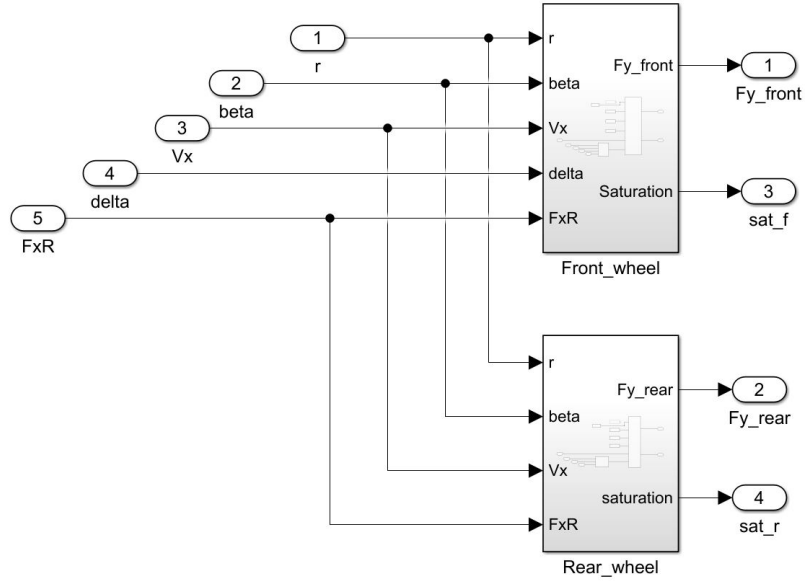 1
r
2
beta
3
Vx
4
delta
5
FxR
r
beta
Vx
delta
FxR
Fy_front
Saturation
Front_wheel
1
Fy_front
3
sat_f
r
beta
Vx
FxR
Fy_rear
saturation
Rear_wheel
2
Fy_rear
4
sat_r